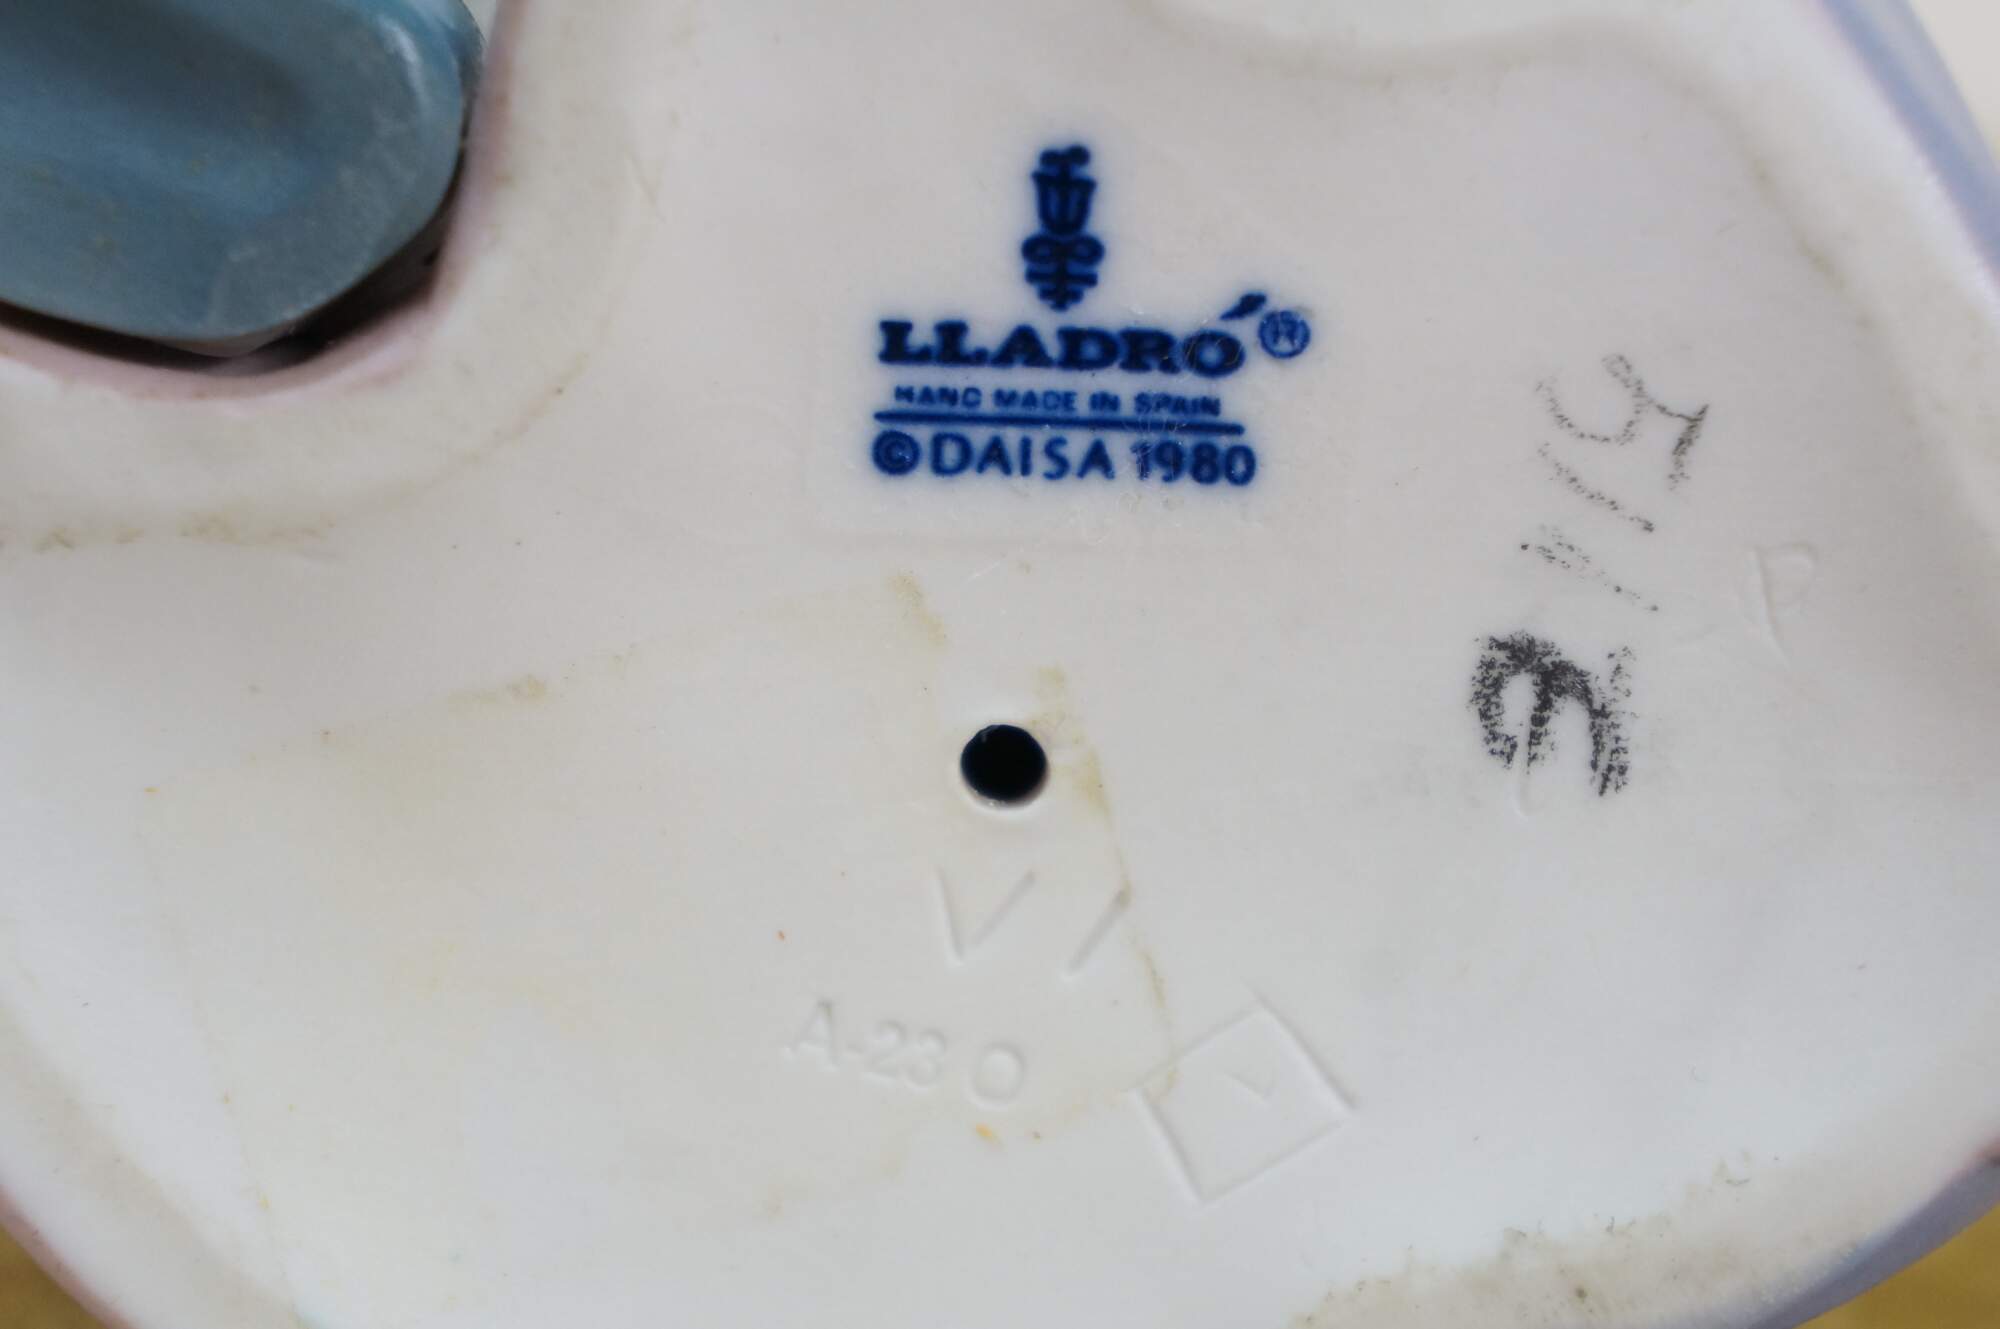 LLADRÓ®
HAND MADE IN SPAIN
©DAISA 1980
V I
A-23 O